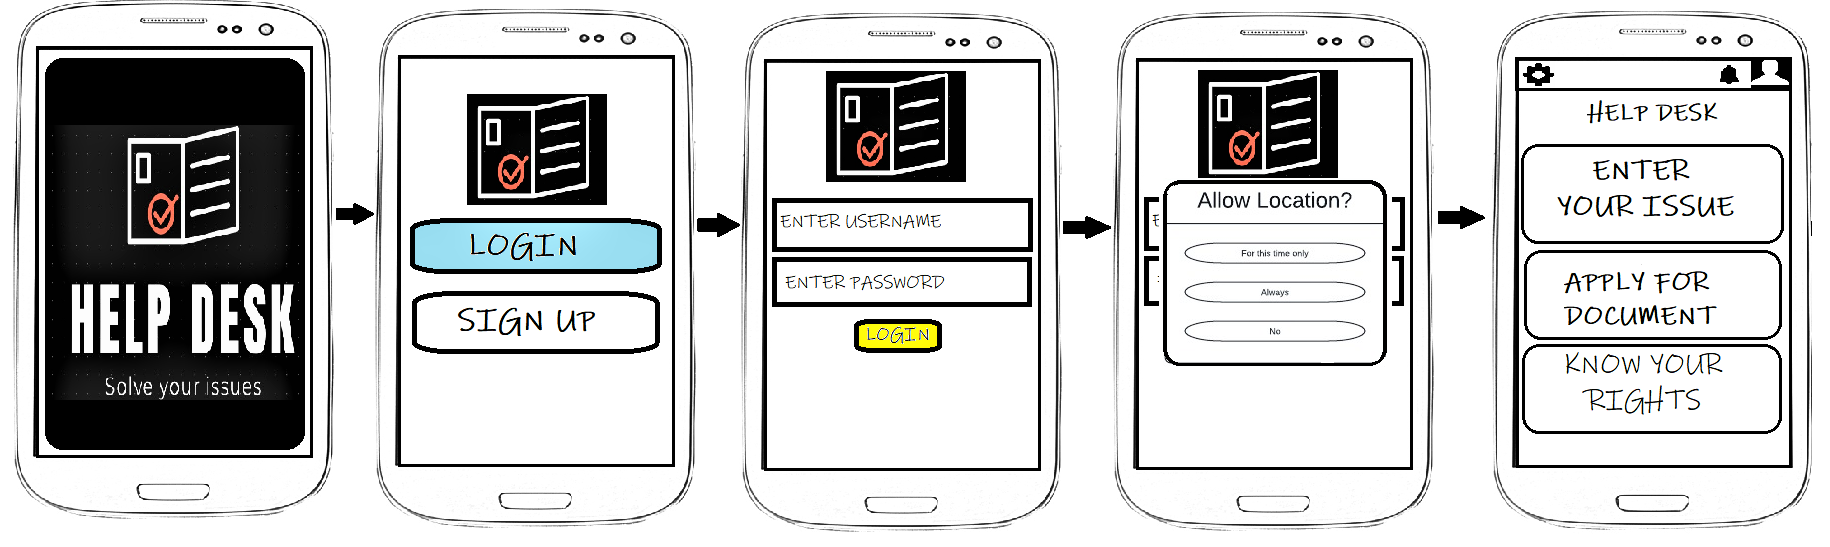 HELP DESK
Solve your issues
LOGIN
SIGN UP
ENTER USERNAME
ENTER PASSWORD
LOGIN
Allow Location?
For this time only
Always
No
HELP DESK
ENTER
YOUR ISSUE
APPLY FOR
DOCUMENT
KNOW YOUR
RIGHTS